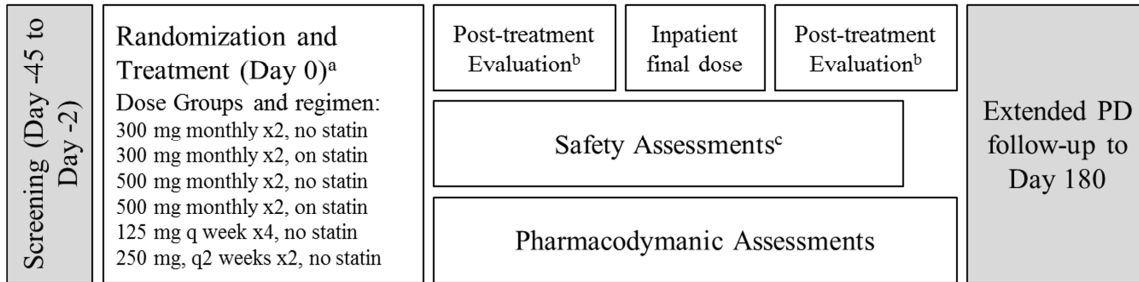 Screening (Day -45 to
Day -2)
Randomization and
Treatment (Day 0)ᵃ
Dose Groups and regimen:
300 mg monthly x2, no statin
300 mg monthly x2, on statin
500 mg monthly x2, no statin
500 mg monthly x2, on statin
125 mg q week x4, no statin
250 mg, q2 weeks x2, no statin
Post-treatment
Evaluationᵇ
Inpatient
final dose
Post-treatment
Evaluationᵇ
Safety Assessmentsᶜ
Pharmacodymanic Assessments
Extended PD
follow-up to
Day 180